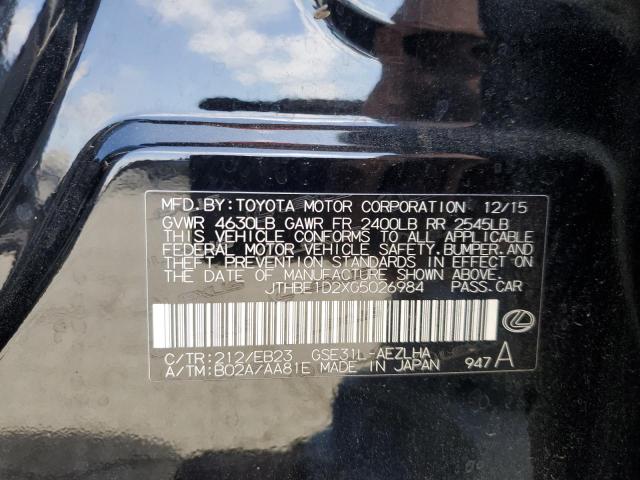 MFD.BY:TOYOTA MOTOR CORPORATION 12/15
GVWR 4630LB GAWR FR 2400LB RR 2545LB
THIS VEHICLE CONFORMS TO ALL APPLICABLE
FEDERAL MOTOR VEHICLE SAFETY,BUMPER,AND
THEFT PREVENTION STANDARDS IN EFFECT ON
THE DATE OF MANUFACTURE SHOWN ABOVE.
JTHBE1D2XG5026984 PASS.CAR
C/TR:212/EB23 GSE31L-AEZLHA
A/TM:B02A/AA81E MADE IN JAPAN 947 A